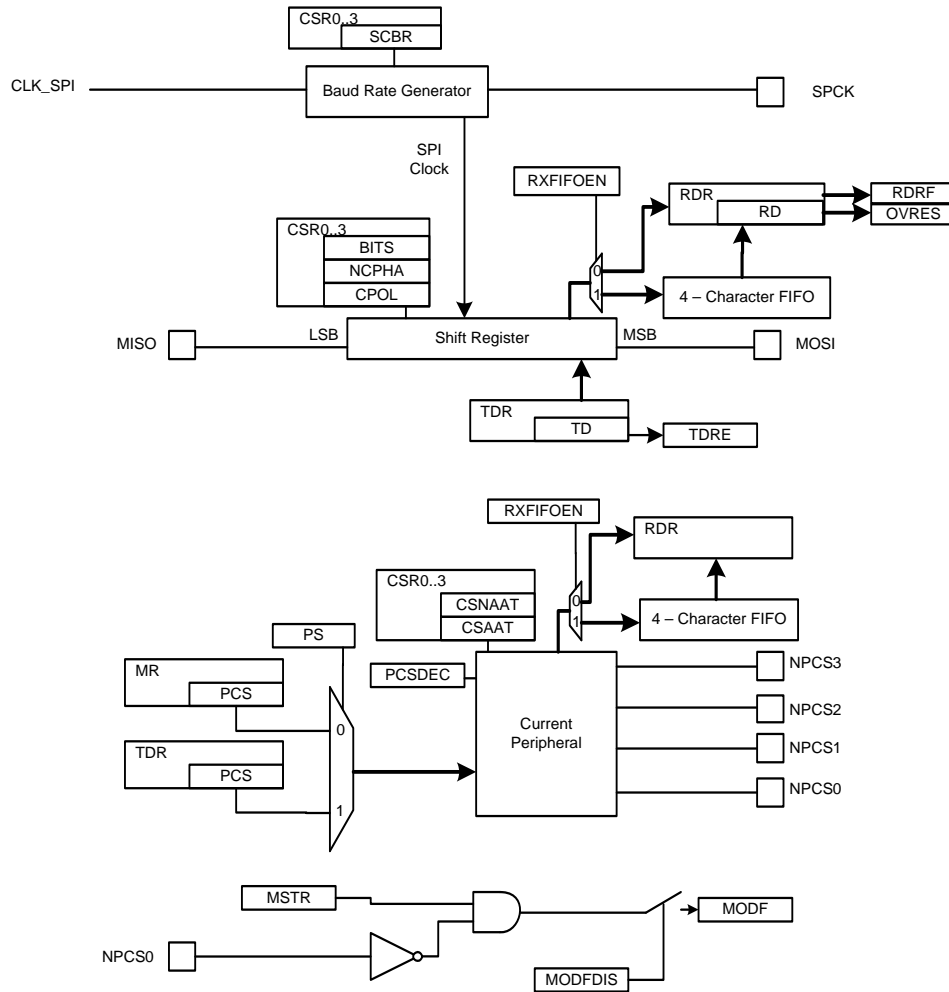 CSR0..3
SCBR
CLK_SPI
Baud Rate Generator
SPCK
SPI
Clock
RXFIFOEN
RDR
RD
RDRF
OVRES
CSR0..3
BITS
NCPHA
CPOL
0
1
4 – Character FIFO
MISO
LSB
Shift Register
MSB
MOSI
TDR
TD
TDRE
RXFIFOEN
RDR
CSR0..3
CSNAAT
CSAAT
0
1
4 – Character FIFO
PS
MR
PCS
PCSDEC
NPCS3
0
Current
Peripheral
NPCS2
TDR
PCS
NPCS1
1
NPCS0
MSTR
MODF
NPCS0
MODFDIS